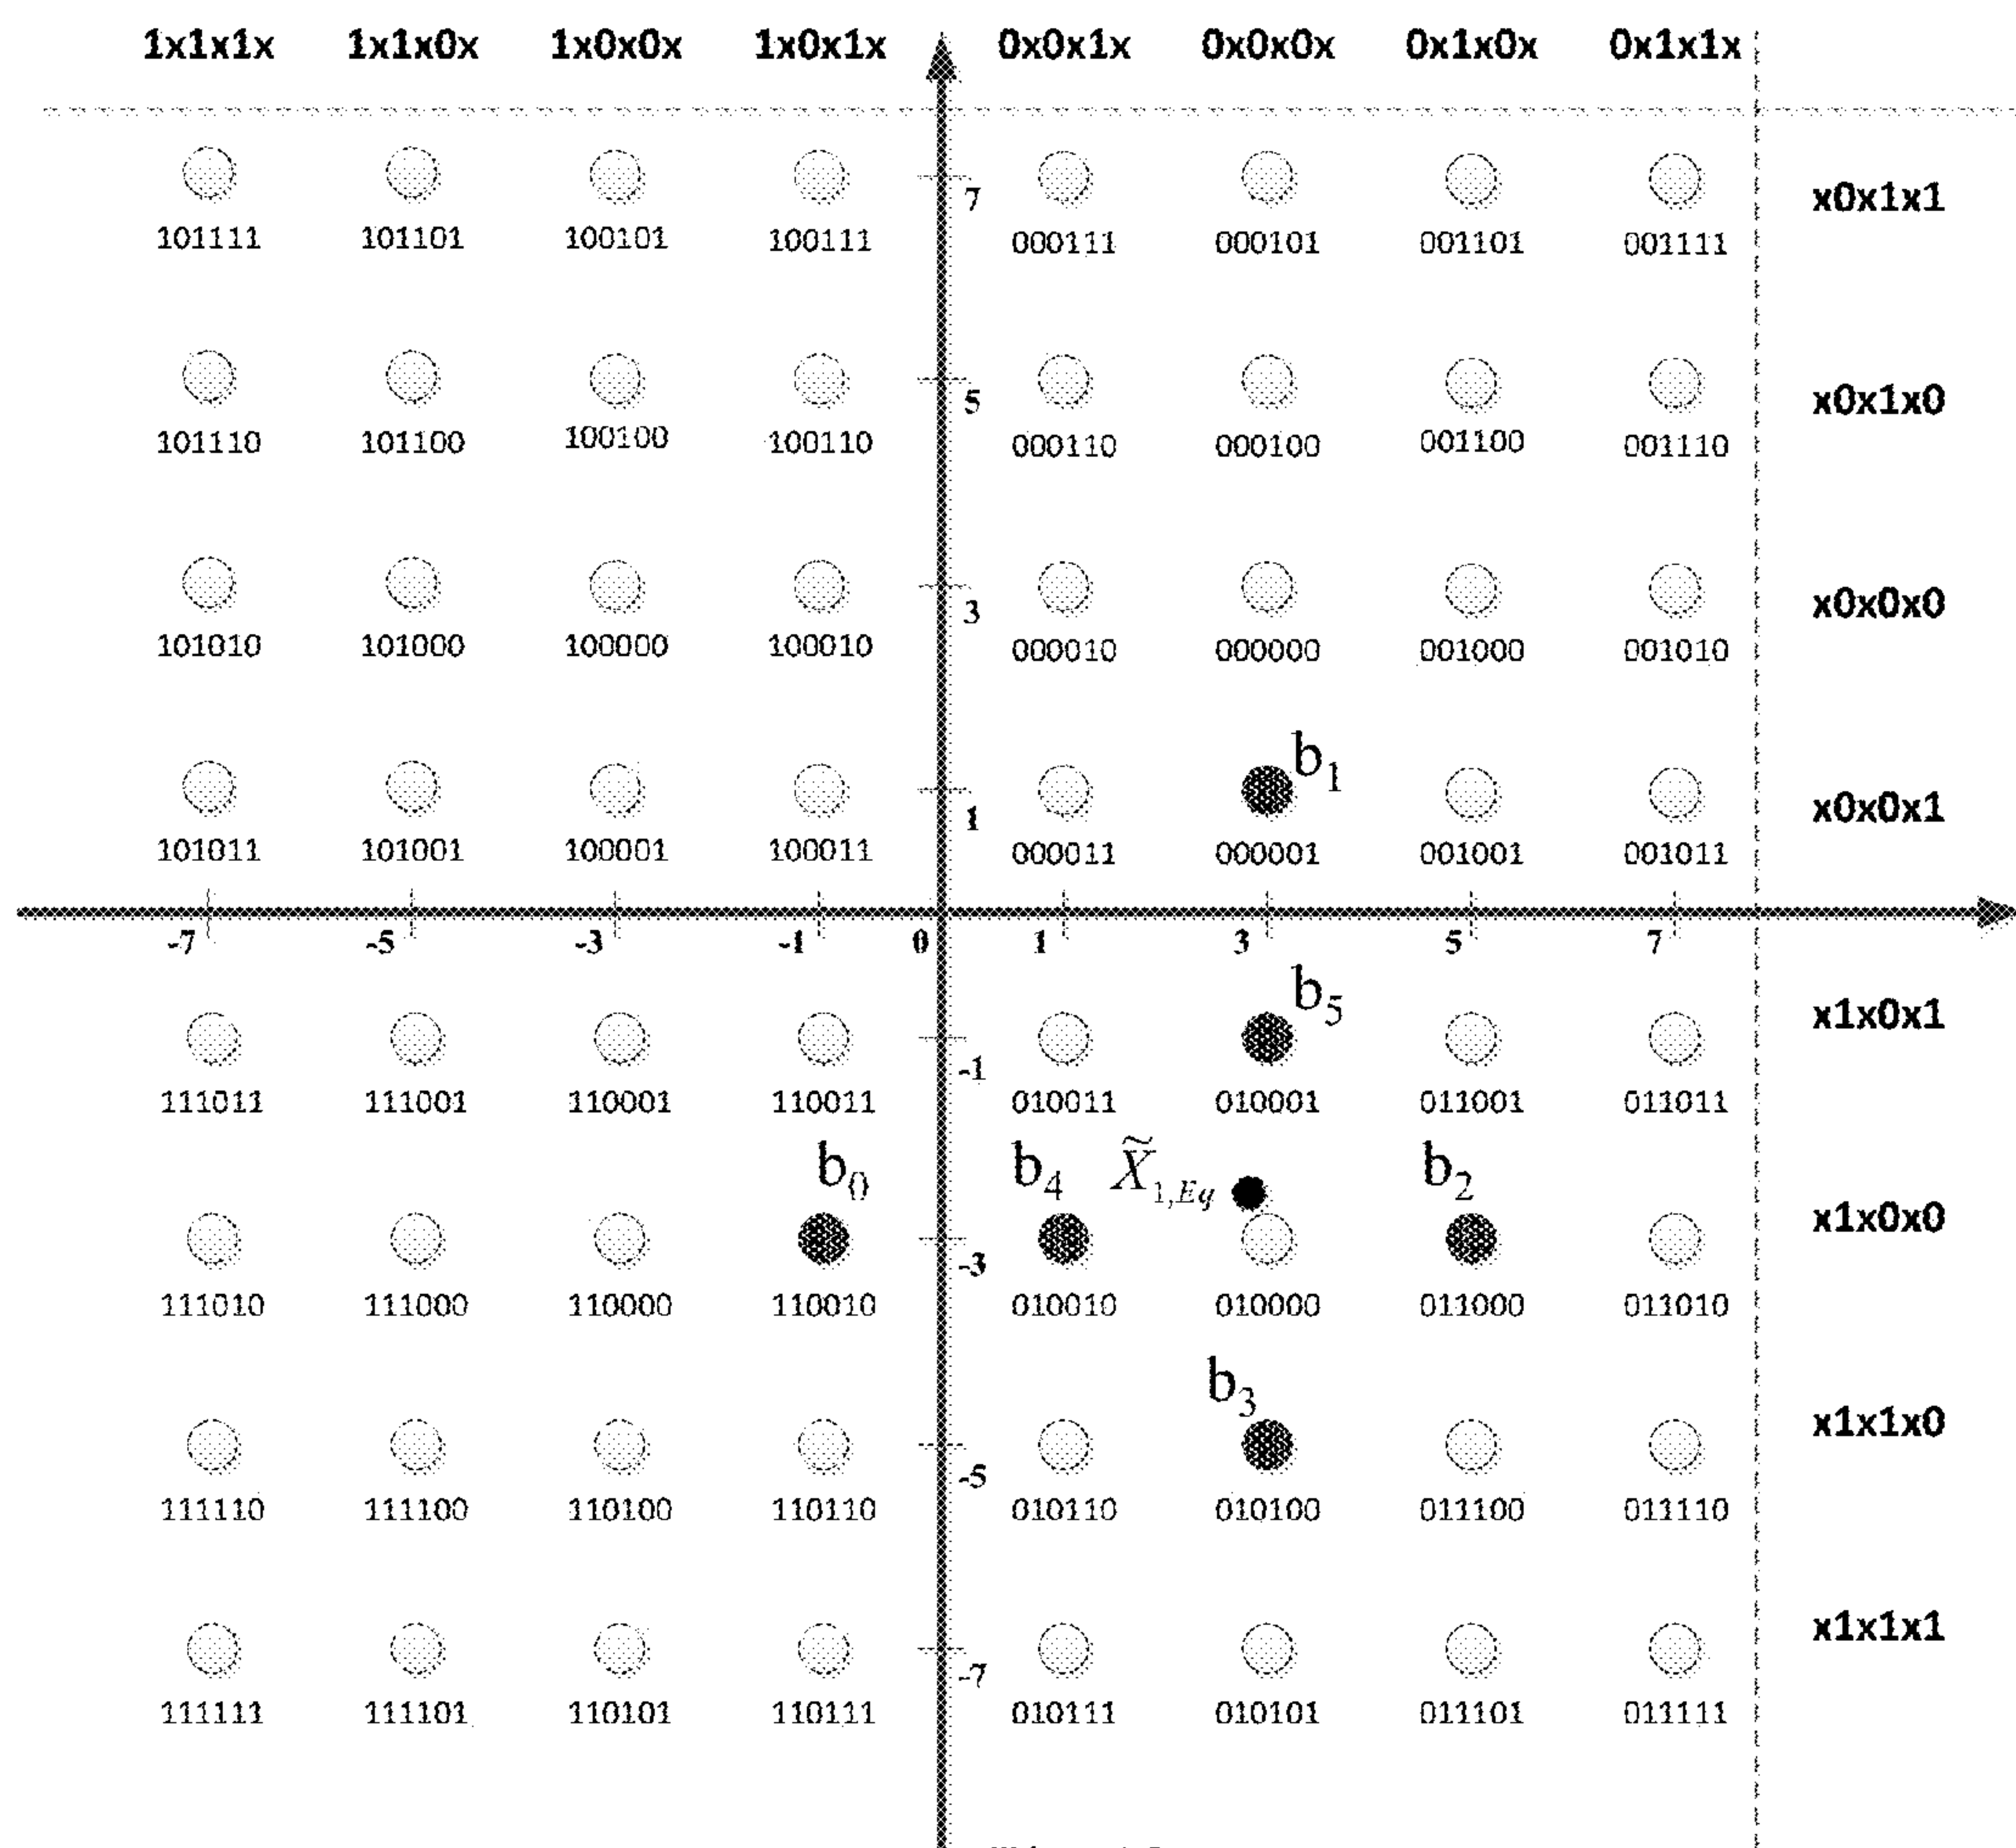 1x1x1x 1x1x0x 1x0x0x 1x0x1x 0x0x1x 0x0x0x 0x1x0x 0x1x1x
7 x0x1x1
101111 101101 100101 100111 000111 000101 001101 001111
5 x0x1x0
101110 101100 100100 100110 000110 000100 001100 001110
3 x0x0x0
101010 101000 100000 100010 000010 000000 001000 001010
b1
1 x0x0x1
101011 101001 100001 100011 000011 000001 001001 001011
-7 -5 -3 -1 0 1 3 5 7
b5 x1x0x1
-1
111011 111001 110001 110011 010011 010001 011001 011011
b0 b4 X̃1,Eq b2 x1x0x0
-3
111010 111000 110000 110010 010010 010000 011000 011010
b3 x1x1x0
-5
111110 111100 110100 110110 010110 010100 011100 011110
x1x1x1
-7
111111 111101 110101 110111 010111 010101 011101 011111